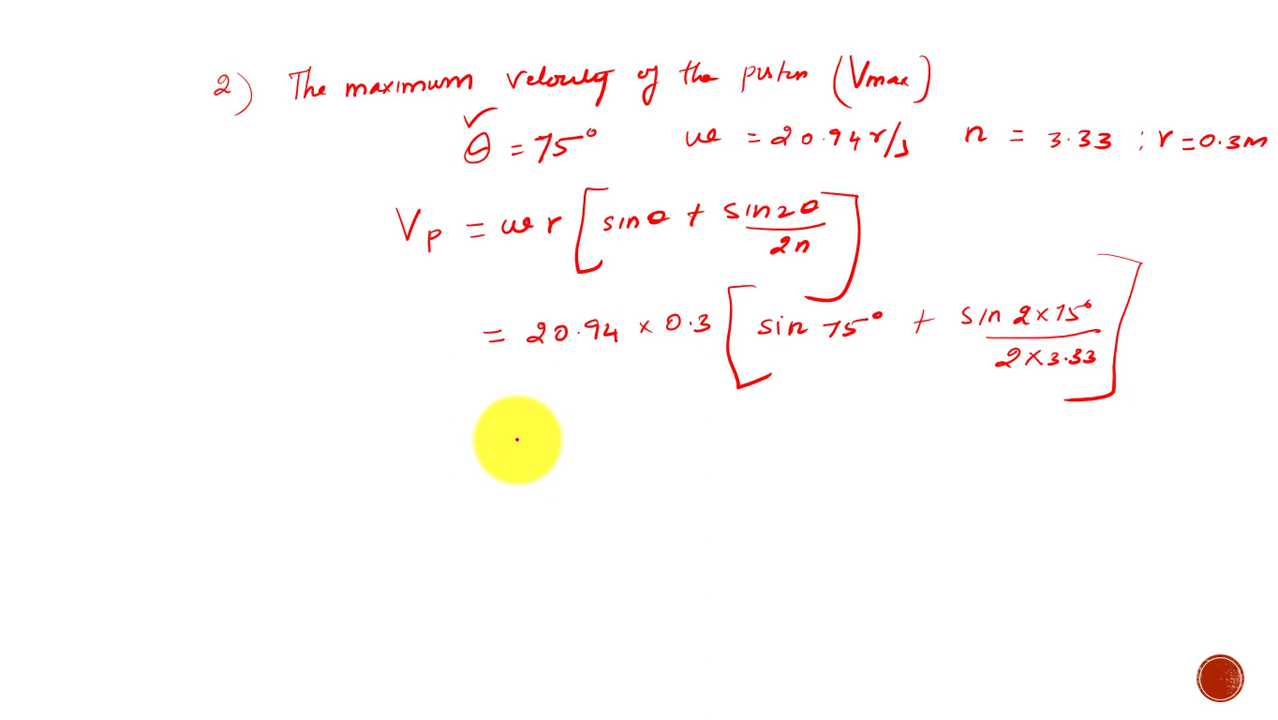 2) The maximum velocity of the piston (Vmax)
θ = 75° ω = 20.94 r/s n = 3.33 ; r = 0.3m
Vp = ωr [sinθ + sin2θ/2n]
= 20.94 × 0.3 [sin 75° + sin 2×75°/2×3.33]